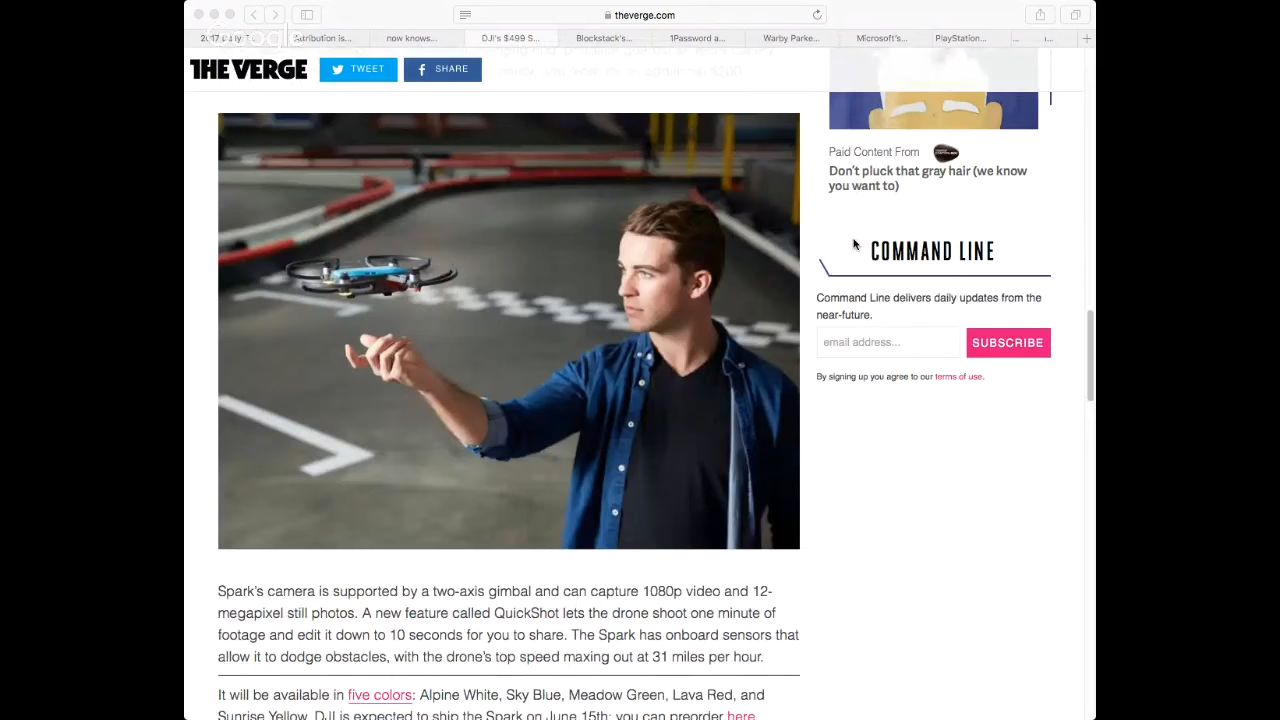 theverge.com
now knows...
DJI's $499 S...
Blockstack's...
1Password a...
Warby Parke...
Microsoft's...
PlayStation...
THE VERGE
TWEET
SHARE
Paid Content From
Don't pluck that gray hair (we know
you want to)
COMMAND LINE
Command Line delivers daily updates from the
near-future.
email address...
SUBSCRIBE
By signing up you agree to our terms of use.
Spark's camera is supported by a two-axis gimbal and can capture 1080p video and 12-
megapixel still photos. A new feature called QuickShot lets the drone shoot one minute of
footage and edit it down to 10 seconds for you to share. The Spark has onboard sensors that
allow it to dodge obstacles, with the drone's top speed maxing out at 31 miles per hour.
It will be available in five colors: Alpine White, Sky Blue, Meadow Green, Lava Red, and
Sunrise Yellow. DJI is expected to ship the Spark on June 15th; you can preorder here